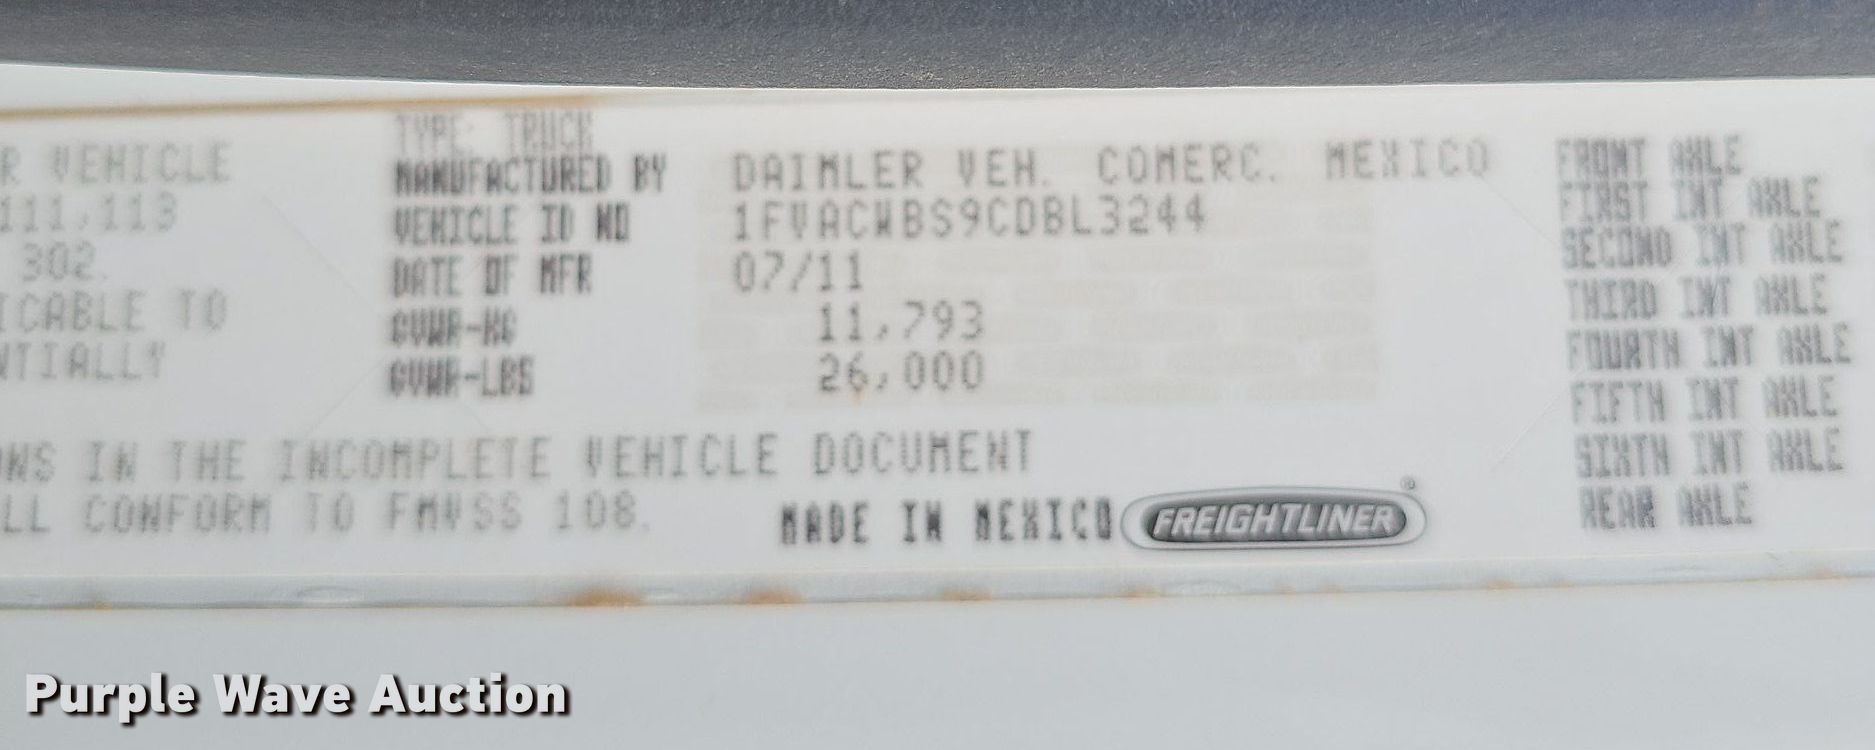 R VEHICLE
111,113
302.
ICABLE TO
NTIALLY
TYPE: TRUCK
MANUFACTURED BY DAIMLER VEH. COMERC. MEXICO
VEHICLE ID NO 1FVACWBS9CDBL3244
DATE OF MFR 07/11
GVWR-KG 11,793
GVWR-LBS 26,000
ONS IN THE INCOMPLETE VEHICLE DOCUMENT
LL CONFORM TO FMVSS 108.
MADE IN MEXICO FREIGHTLINER®
FRONT AXLE
FIRST INT AXLE
SECOND INT AXLE
THIRD INT AXLE
FOURTH INT AXLE
FIFTH INT AXLE
SIXTH INT AXLE
REAR AXLE
Purple Wave Auction